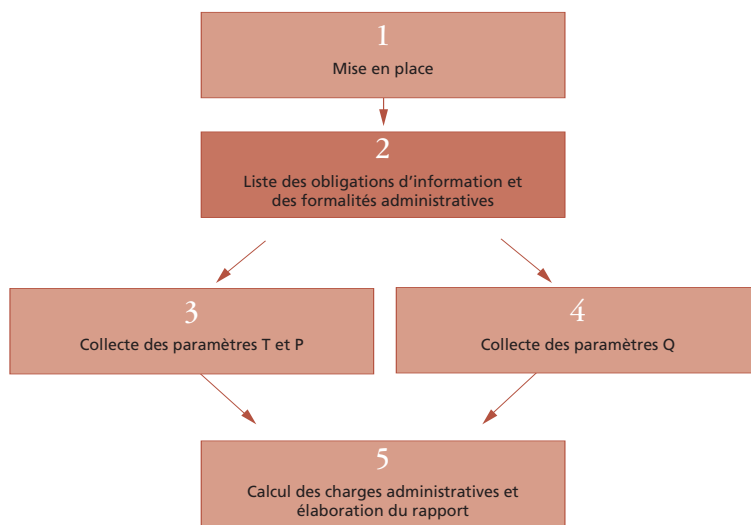 1
Mise en place
2
Liste des obligations d’information et
des formalités administratives
3
Collecte des paramètres T et P
4
Collecte des paramètres Q
5
Calcul des charges administratives et
élaboration du rapport